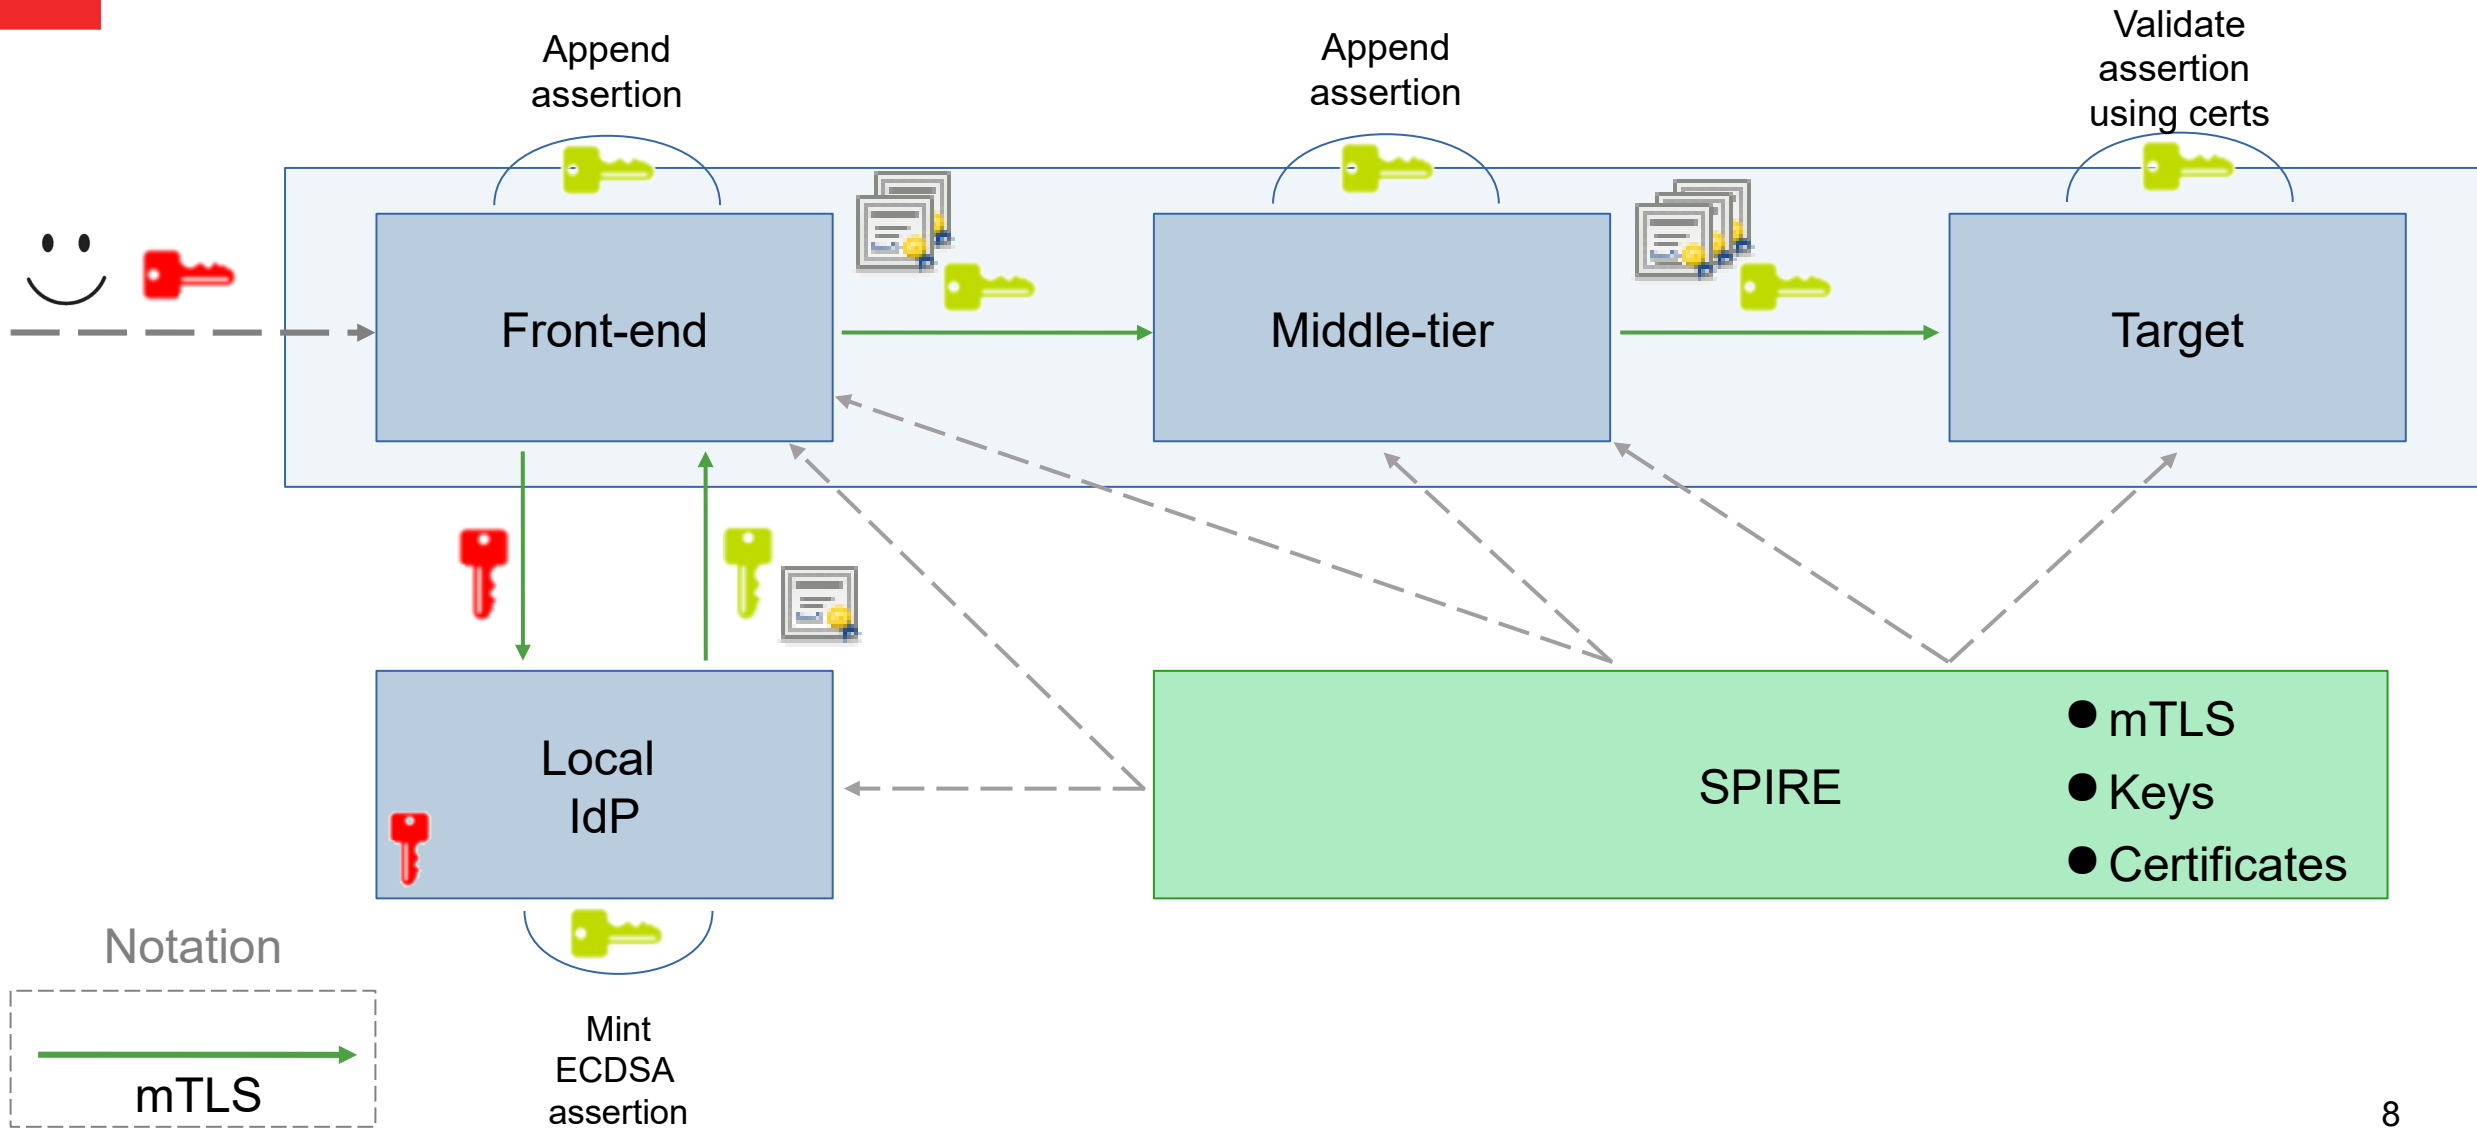 Append
assertion
Append
assertion
Validate
assertion
using certs
Front-end
Middle-tier
Target
Local
IdP
SPIRE
● mTLS
● Keys
● Certificates
Notation
mTLS
Mint
ECDSA
assertion
8